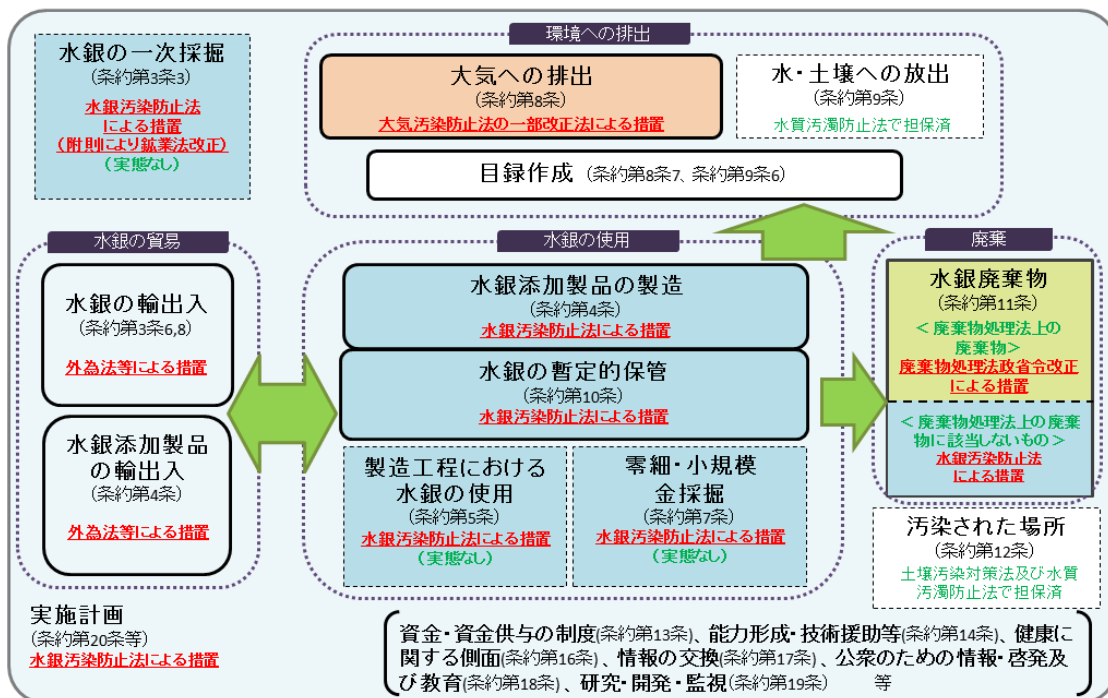 水銀の一次採掘
(条約第3条3)
水銀汚染防止法
による措置
(附則により鉱業法改正)
(実態なし)
環境への排出
大気への排出
(条約第8条)
大気汚染防止法の一部改正法による措置
水・土壌への放出
(条約第9条)
水質汚濁防止法で担保済
目録作成 (条約第8条7、条約第9条6)
水銀の貿易
水銀の輸出入
(条約第3条6,8)
外為法等による措置
水銀添加製品
の輸出入
(条約第4条)
外為法等による措置
水銀の使用
水銀添加製品の製造
(条約第4条)
水銀汚染防止法による措置
水銀の暫定的保管
(条約第10条)
水銀汚染防止法による措置
製造工程における
水銀の使用
(条約第5条)
水銀汚染防止法による措置
(実態なし)
零細・小規模
金採掘
(条約第7条)
水銀汚染防止法による措置
(実態なし)
廃棄
水銀廃棄物
(条約第11条)
<廃棄物処理法上の
廃棄物>
廃棄物処理法政省令改正
による措置
<廃棄物処理法上の廃棄
物に該当しないもの>
水銀汚染防止法
による措置
汚染された場所
(条約第12条)
土壌汚染対策法及び水質
汚濁防止法で担保済
実施計画
(条約第20条等)
水銀汚染防止法による措置
資金・資金供与の制度(条約第13条)、能力形成・技術援助等(条約第14条)、健康に
関する側面(条約第16条)、情報の交換(条約第17条)、公衆のための情報・啓発及
び教育(条約第18条)、研究・開発・監視(条約第19条) 等